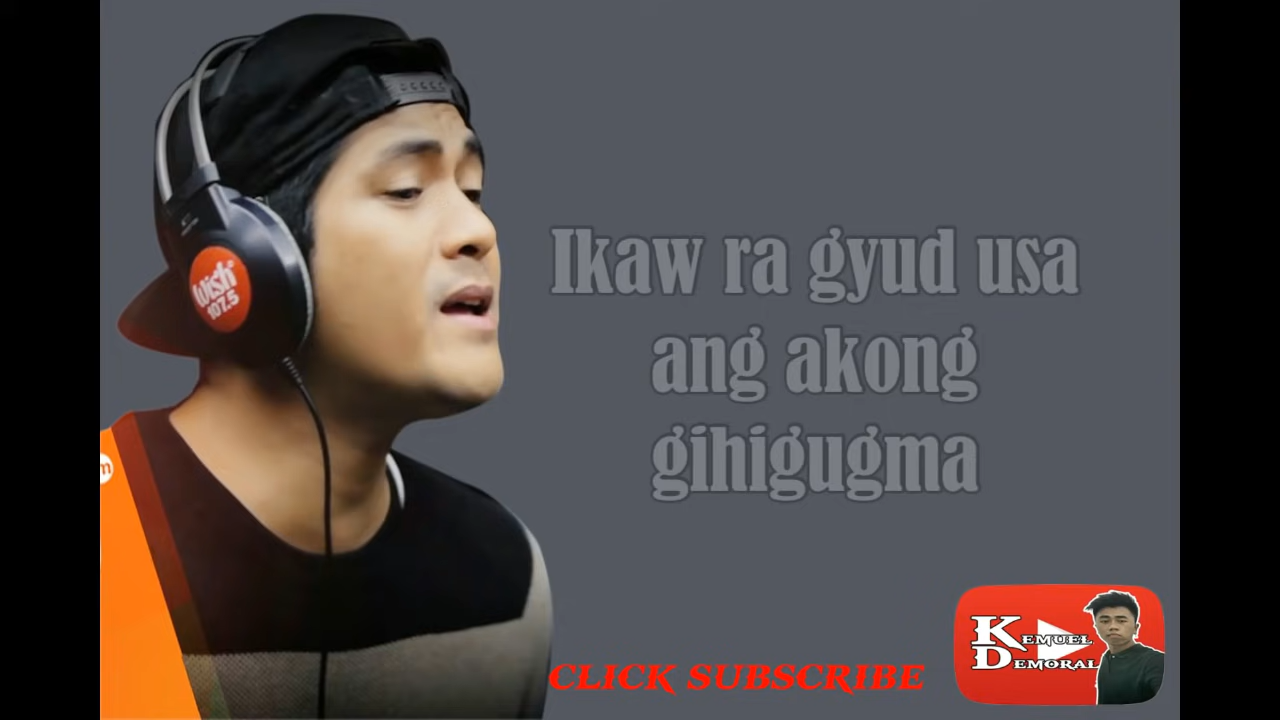 Ikaw ra gyud usa
ang akong
gihigugma
wish
107.5
m
KEMUEL
DEMORAL
CLICK SUBSCRIBE